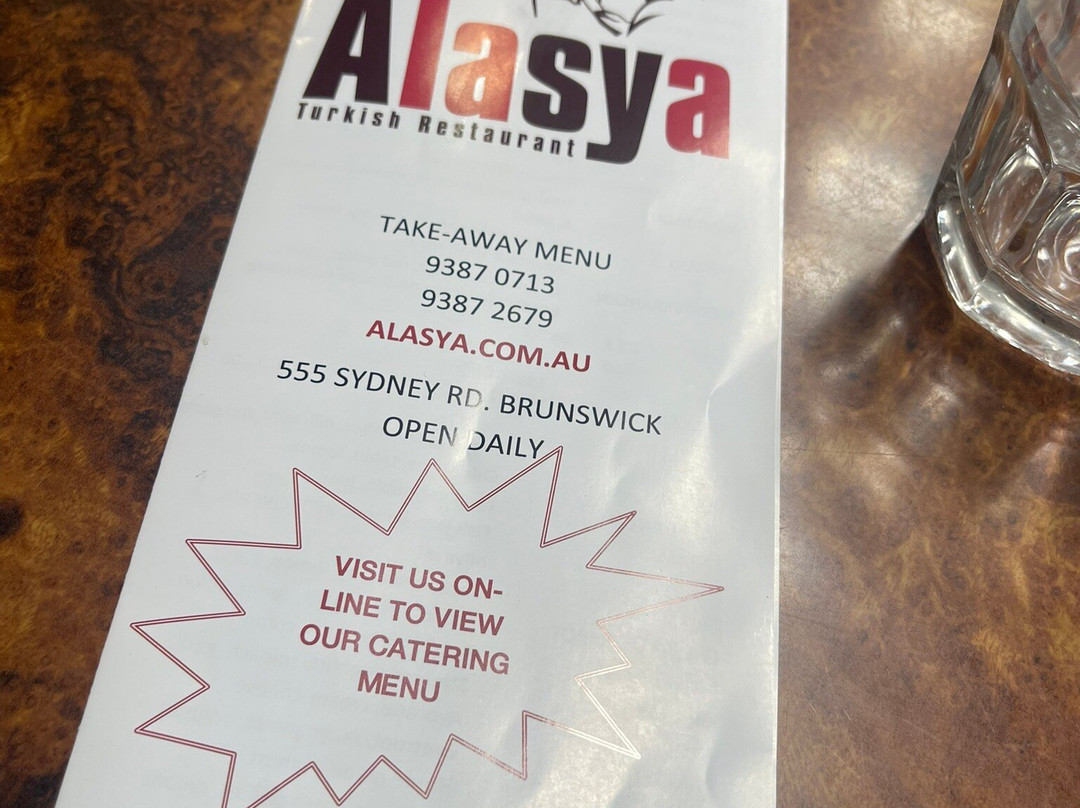 Alasya
Turkish Restaurant
TAKE-AWAY MENU
9387 0713
9387 2679
ALASYA.COM.AU
555 SYDNEY RD. BRUNSWICK
OPEN DAILY
VISIT US ON-
LINE TO VIEW
OUR CATERING
MENU